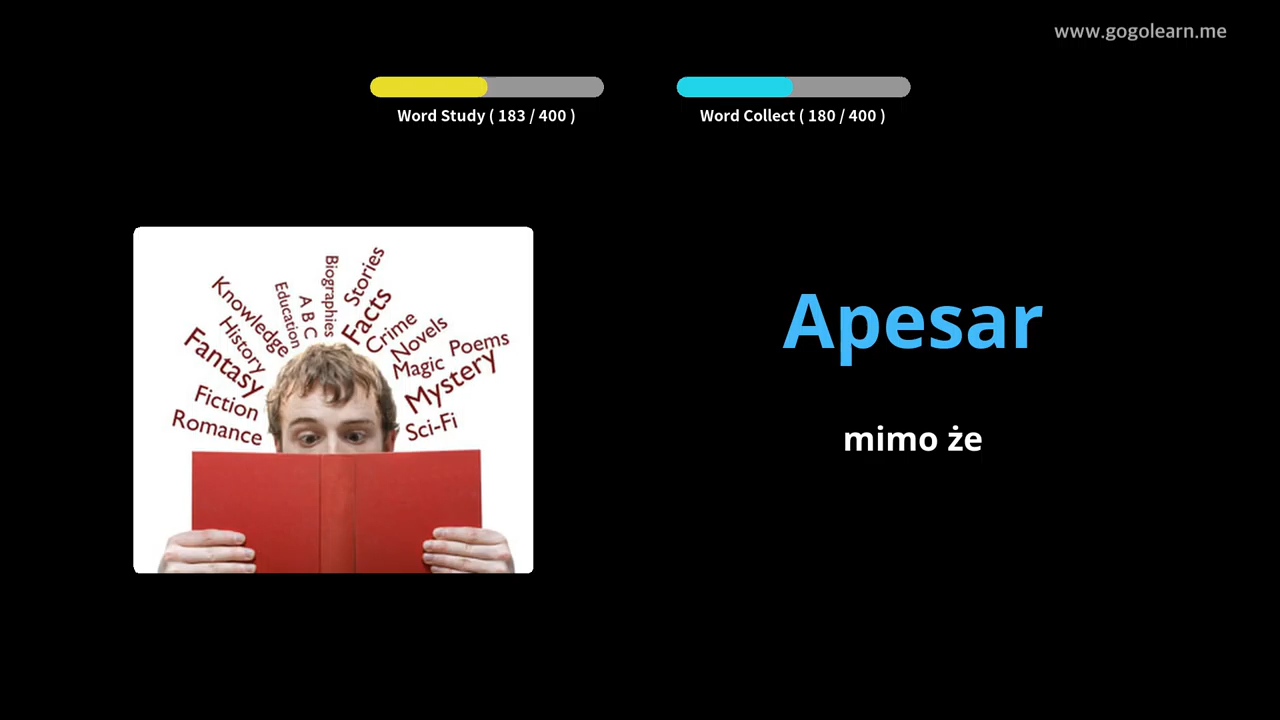 www.gogolearn.me
Word Study ( 183 / 400 )
Word Collect ( 180 / 400 )
Knowledge
Education
A B C
Biographies
Stories
Facts
History
Fantasy
Crime
Novels
Poems
Magic
Mystery
Fiction
Romance
Sci-Fi
Apesar
mimo że